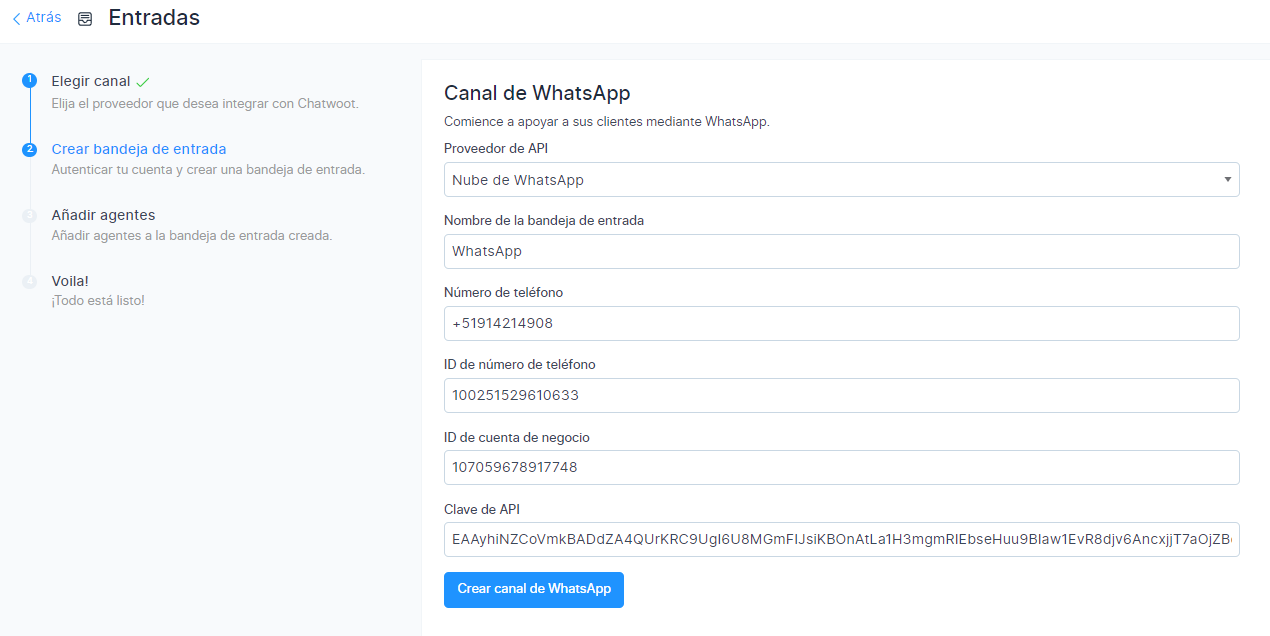 Atrás Entradas
1 Elegir canal
Elija el proveedor que desea integrar con Chatwoot.
2 Crear bandeja de entrada
Autenticar tu cuenta y crear una bandeja de entrada.
3 Añadir agentes
Añadir agentes a la bandeja de entrada creada.
4 Voila!
¡Todo está listo!
Canal de WhatsApp
Comience a apoyar a sus clientes mediante WhatsApp.
Proveedor de API
Nube de WhatsApp
Nombre de la bandeja de entrada
WhatsApp
Número de teléfono
+51914214908
ID de número de teléfono
100251529610633
ID de cuenta de negocio
107059678917748
Clave de API
Crear canal de WhatsApp